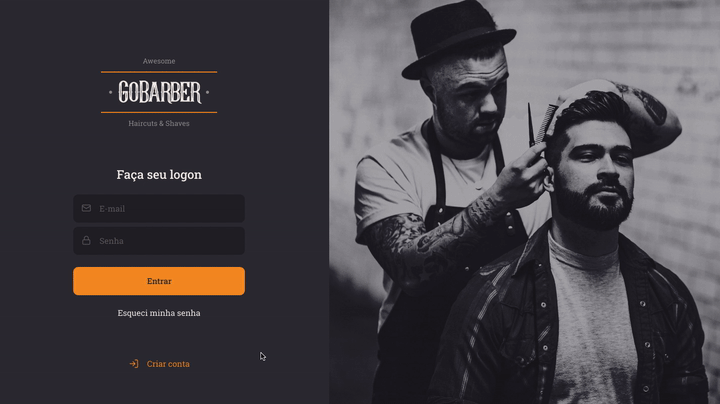 Awesome
GOBARBER
Haircuts & Shaves
Faça seu logon
E-mail
Senha
Entrar
Esqueci minha senha
Criar conta